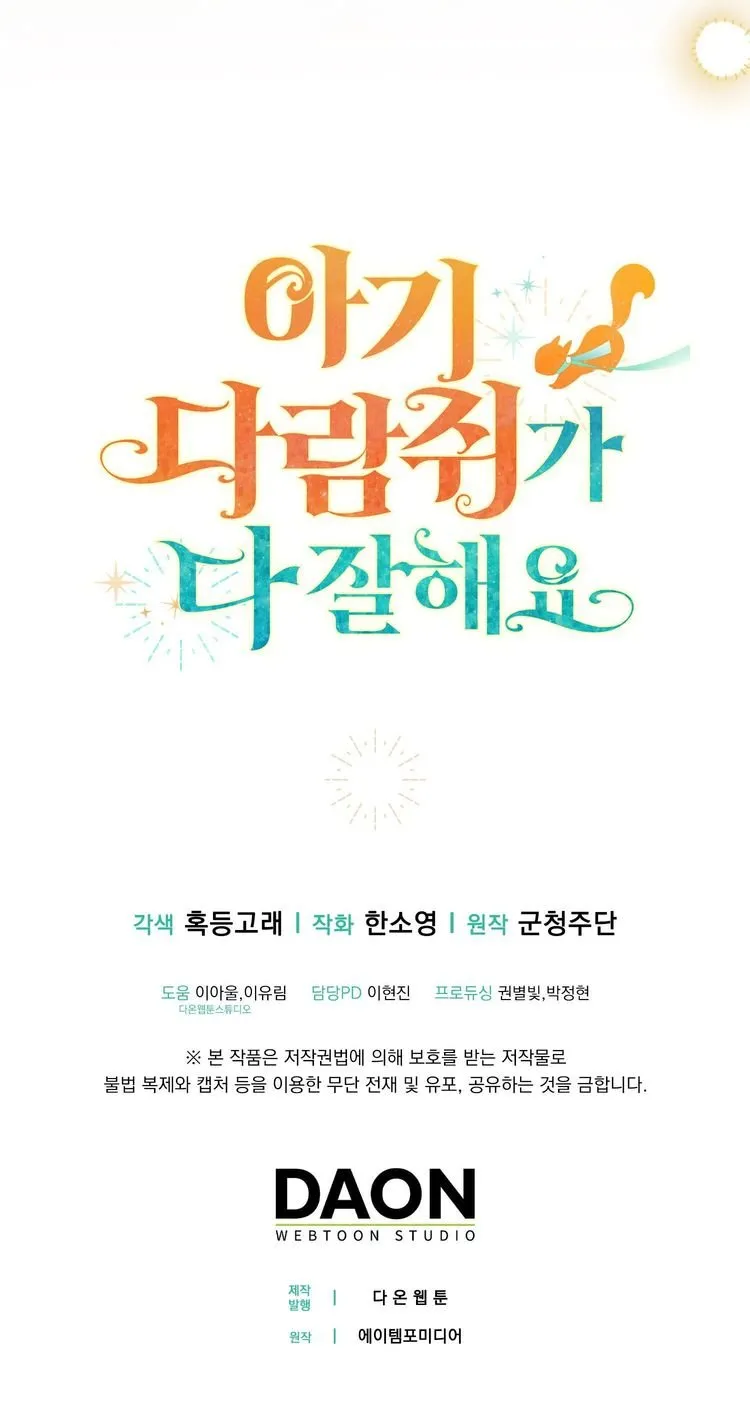 아기
다람쥐가
다 잘해요
각색 혹등고래 | 작화 한소영 | 원작 군청주단
도움 이아울,이유림 담당PD 이현진 프로듀싱 권별빛,박정현
다온웹툰스튜디오
※ 본 작품은 저작권법에 의해 보호를 받는 저작물로
불법 복제와 캡처 등을 이용한 무단 전재 및 유포, 공유하는 것을 금합니다.
DAON
WEBTOON STUDIO
제작
발행 | 다온웹툰
원작 | 에이템포미디어